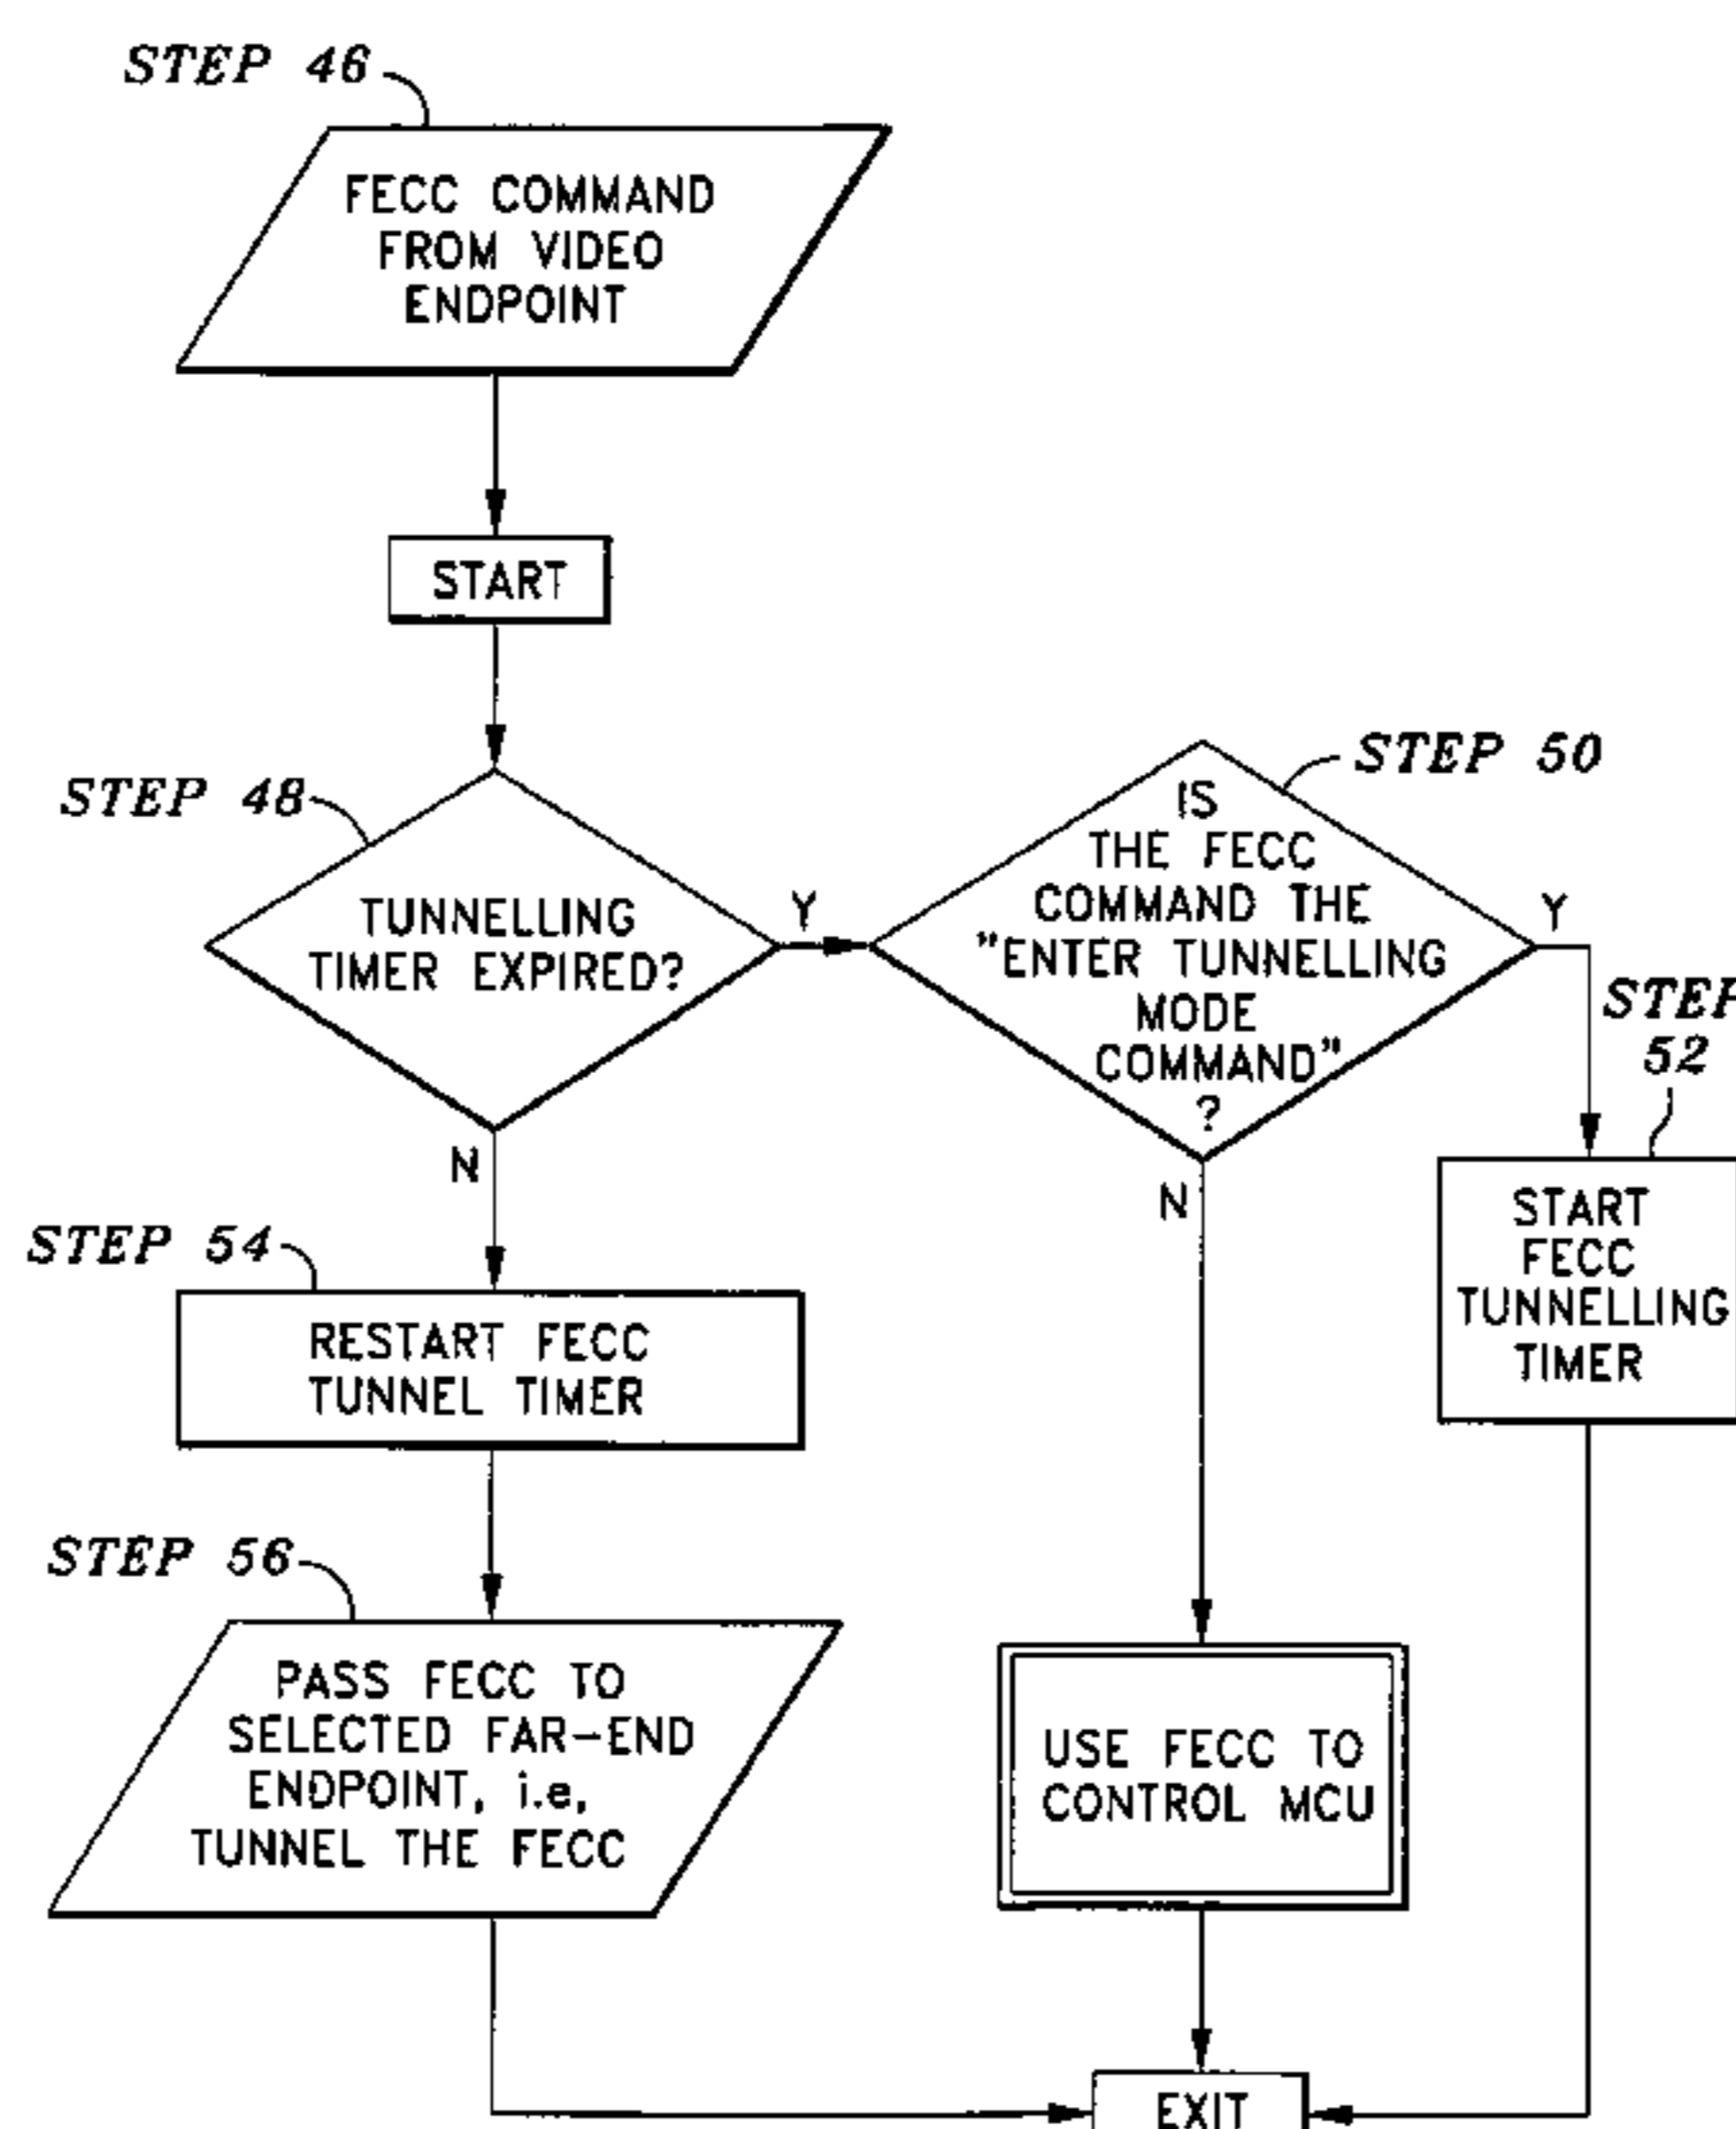 STEP 46
FECC COMMAND
FROM VIDEO
ENDPOINT
START
STEP 48
TUNNELLING
TIMER EXPIRED?
Y
N
STEP 50
IS
THE FECC
COMMAND THE
"ENTER TUNNELLING
MODE
COMMAND"
?
Y
N
STEP
52
START
FECC
TUNNELLING
TIMER
STEP 54
RESTART FECC
TUNNEL TIMER
STEP 56
PASS FECC TO
SELECTED FAR-END
ENDPOINT, i.e,
TUNNEL THE FECC
USE FECC TO
CONTROL MCU
EXIT